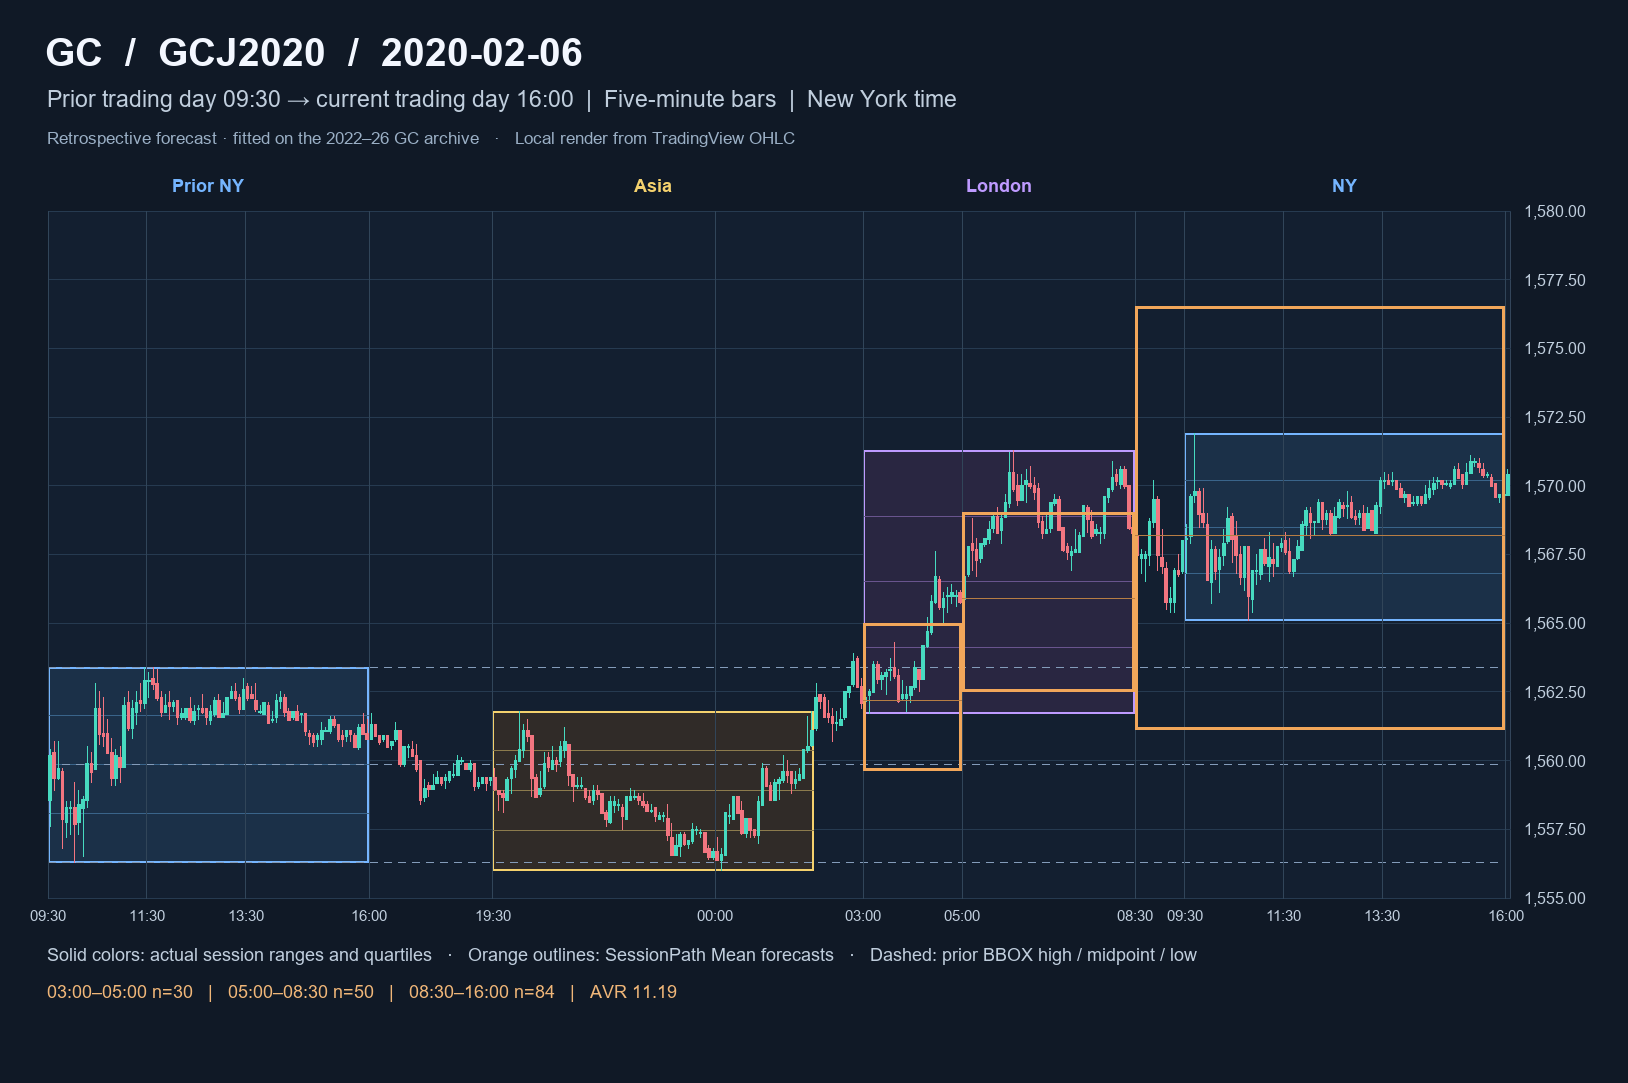 GC / GCJ2020 / 2020-02-06
Prior trading day 09:30 → current trading day 16:00 | Five-minute bars | New York time
Retrospective forecast · fitted on the 2022–26 GC archive · Local render from TradingView OHLC
Prior NY Asia London NY
1,580.00
1,577.50
1,575.00
1,572.50
1,570.00
1,567.50
1,565.00
1,562.50
1,560.00
1,557.50
1,555.00
09:30 11:30 13:30 16:00 19:30 00:00 03:00 05:00 08:30 09:30 11:30 13:30 16:00
Solid colors: actual session ranges and quartiles · Orange outlines: SessionPath Mean forecasts · Dashed: prior BBOX high / midpoint / low
03:00–05:00 n=30 | 05:00–08:30 n=50 | 08:30–16:00 n=84 | AVR 11.19